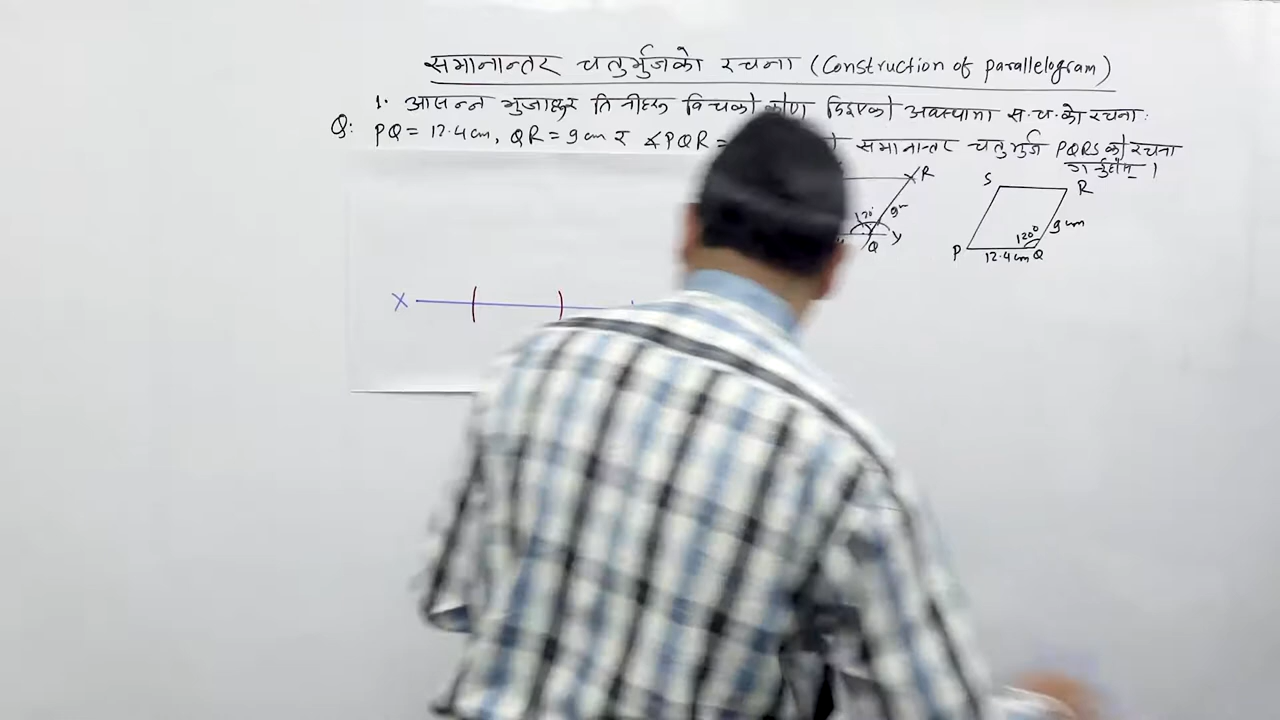 समानान्तर चतुर्भुजको रचना (Construction of parallelogram)
1. आसन्न भुजाहरु र तिनीहरु विचको कोण दिइएको अवस्थामा स.च.को रचना:
Q: PQ = 12.4 cm, QR = 9 cm र ∡PQR = समानान्तर चतुर्भुज PQRS को रचना
गर्नुहोस् ।
R
120°
9
Q
Y
S
R
120°
9 cm
P
12.4 cm
Q
X